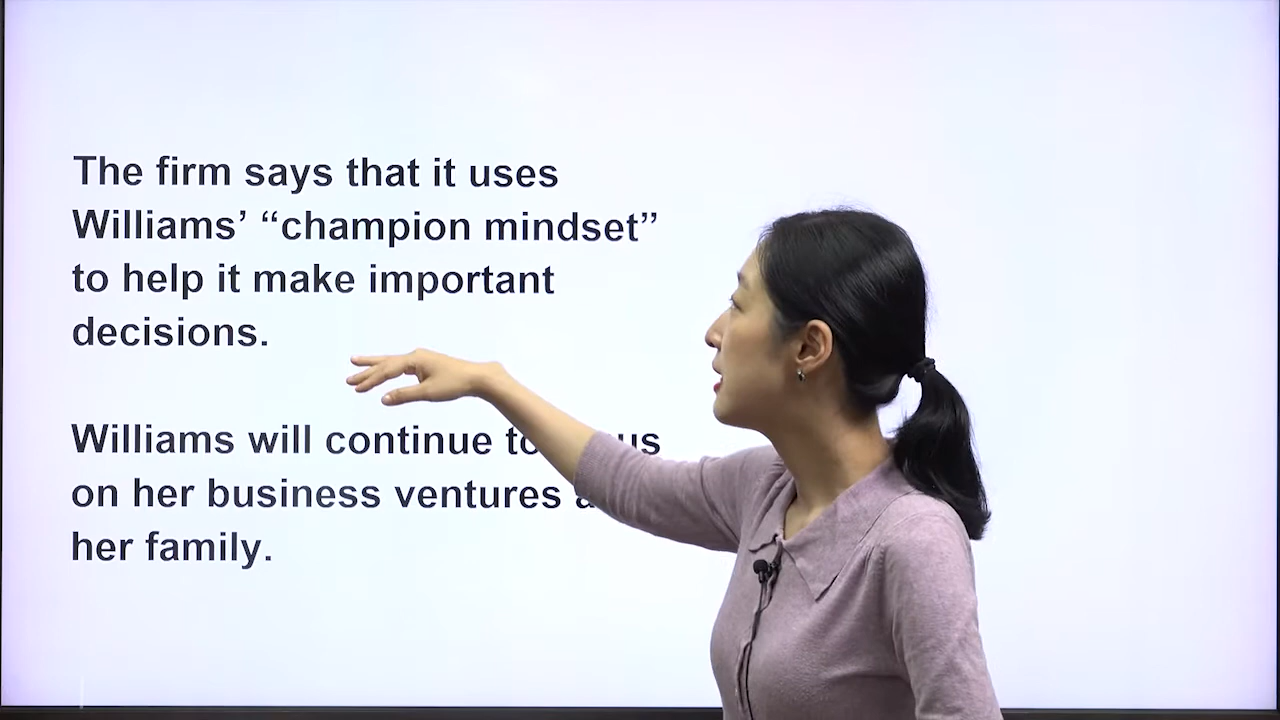 The firm says that it uses
Williams’ “champion mindset”
to help it make important
decisions.
Williams will continue to
on her business ventures
her family.